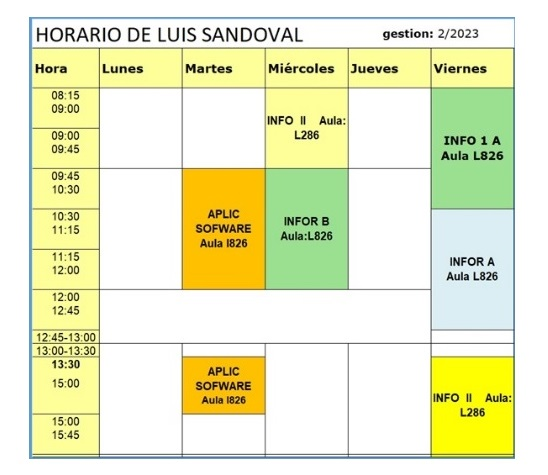 HORARIO DE LUIS SANDOVAL gestion: 2/2023
Hora Lunes Martes Miércoles Jueves Viernes
08:15
09:00
INFO II Aula:
L286
09:00
09:45
INFO 1 A
Aula L826
09:45
10:30
APLIC
SOFWARE
Aula I826
INFOR B
Aula:L826
10:30
11:15
INFOR A
Aula L826
11:15
12:00
12:00
12:45
12:45-13:00
13:00-13:30
13:30
15:00
APLIC
SOFWARE
Aula I826
INFO II Aula:
L286
15:00
15:45